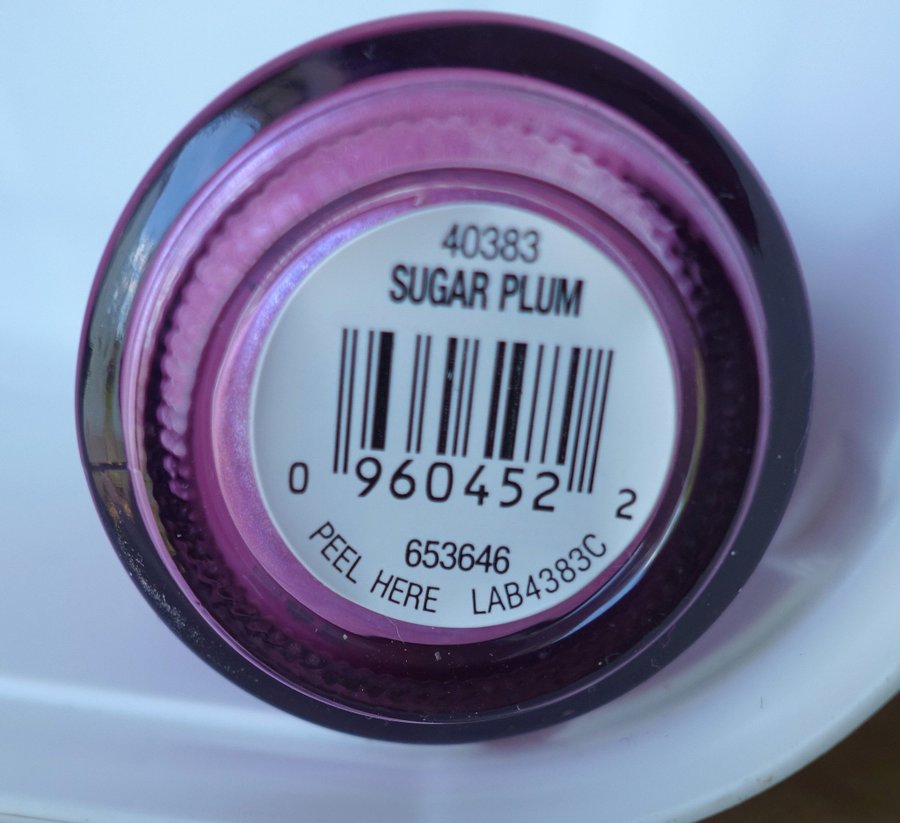 40383
SUGAR PLUM
0 960452 2
653646
PEEL HERE LAB4383C